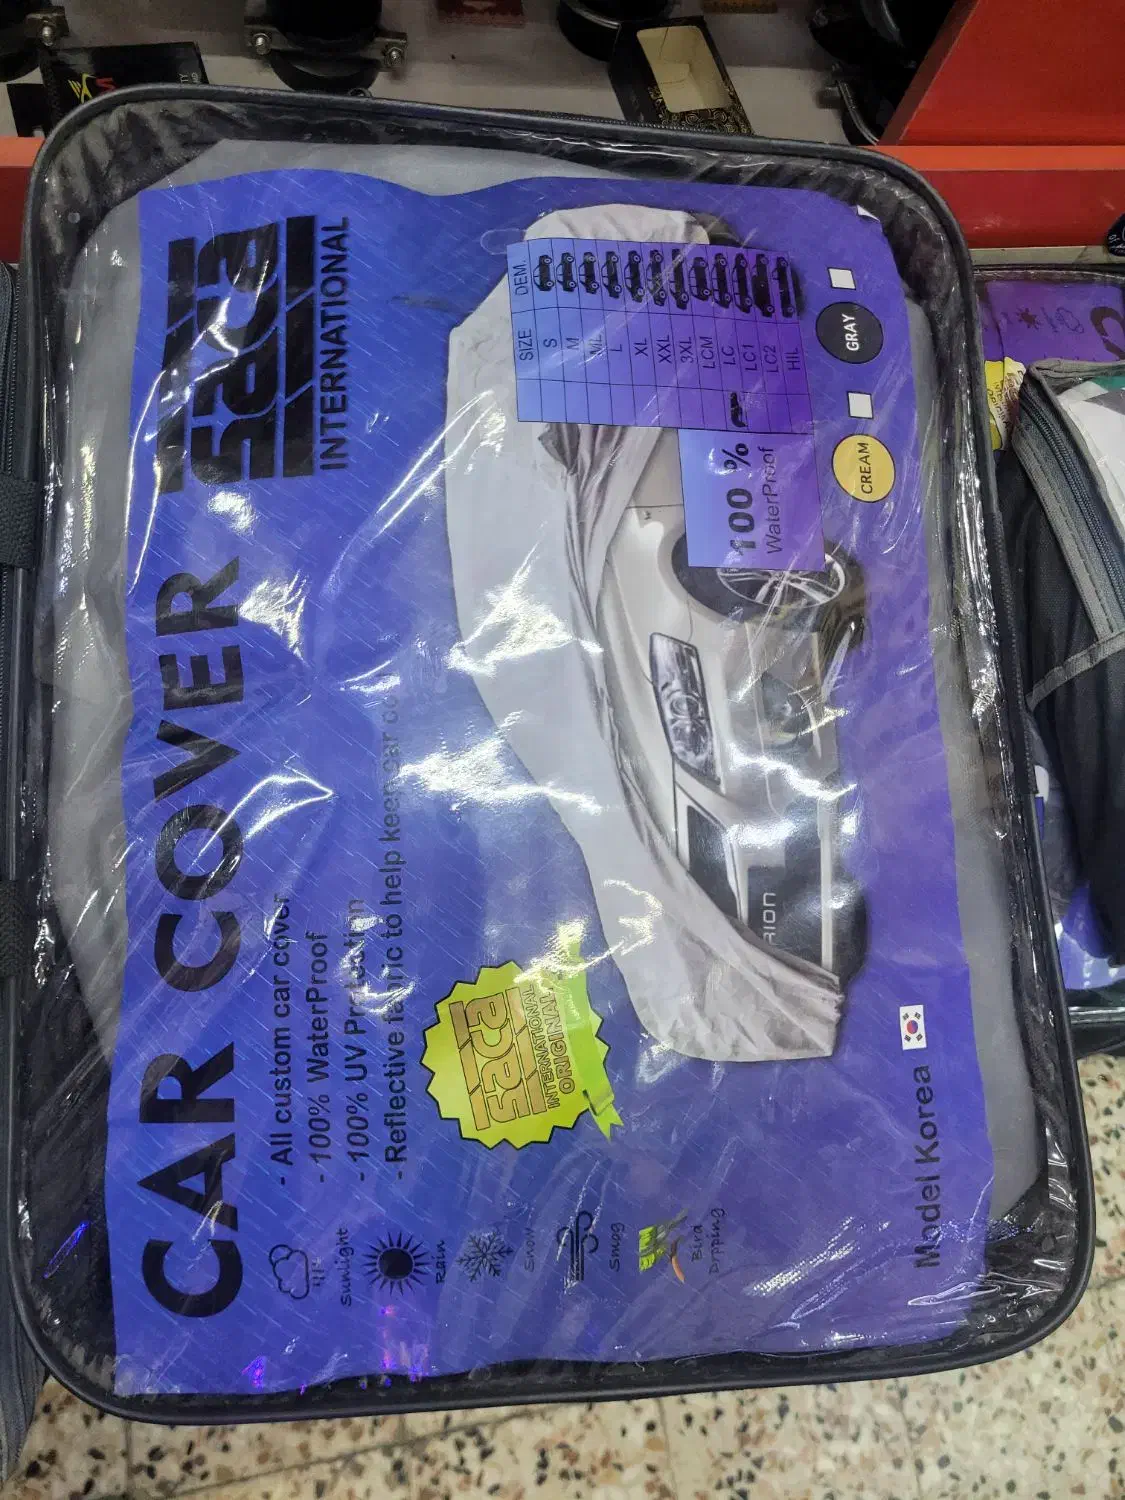 CAR COVER
INTERNATIONAL
- All custom car cover
- 100% WaterProof
- 100% UV Protection
- Reflective fabric to help keep car
INTERNATIONAL
ORIGINAL
Sunlight
Rain
Snow
Smog
Bird
Drpping
SIZE DEM.
S
M
ML
L
XL
XXL
3XL
LCM
LC
LC1
LC2
HIL
100 %
WaterProof
GRAY
CREAM
RION
Model Korea